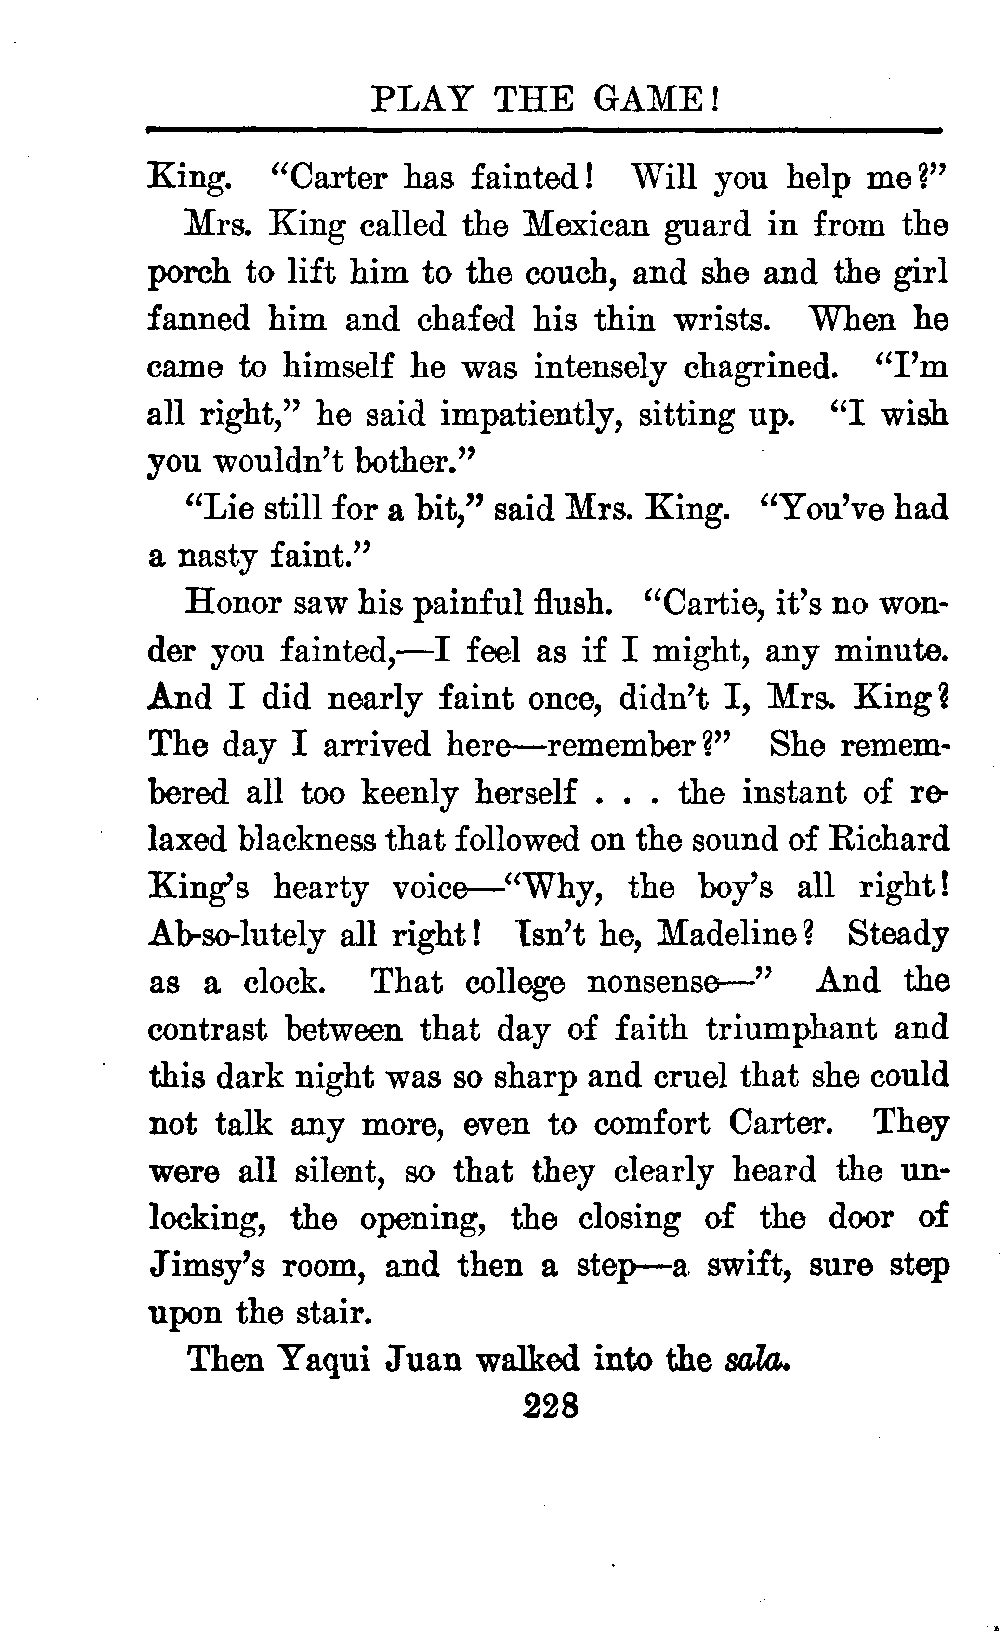 PLAY THE GAME!
King. “Carter has fainted! Will you help me?”
Mrs. King called the Mexican guard in from the
porch to lift him to the couch, and she and the girl
fanned him and chafed his thin wrists. When he
came to himself he was intensely chagrined. “I’m
all right,” he said impatiently, sitting up. “I wish
you wouldn’t bother.”
“Lie still for a bit,” said Mrs. King. “You’ve had
a nasty faint.”
Honor saw his painful flush. “Cartie, it’s no won-
der you fainted,—I feel as if I might, any minute.
And I did nearly faint once, didn’t I, Mrs. King?
The day I arrived here—remember?” She remem-
bered all too keenly herself . . . the instant of re-
laxed blackness that followed on the sound of Richard
King’s hearty voice—“Why, the boy’s all right!
Ab-so-lutely all right! Isn’t he, Madeline? Steady
as a clock. That college nonsense—” And the
contrast between that day of faith triumphant and
this dark night was so sharp and cruel that she could
not talk any more, even to comfort Carter. They
were all silent, so that they clearly heard the un-
locking, the opening, the closing of the door of
Jimsy’s room, and then a step—a swift, sure step
upon the stair.
Then Yaqui Juan walked into the sala.
228